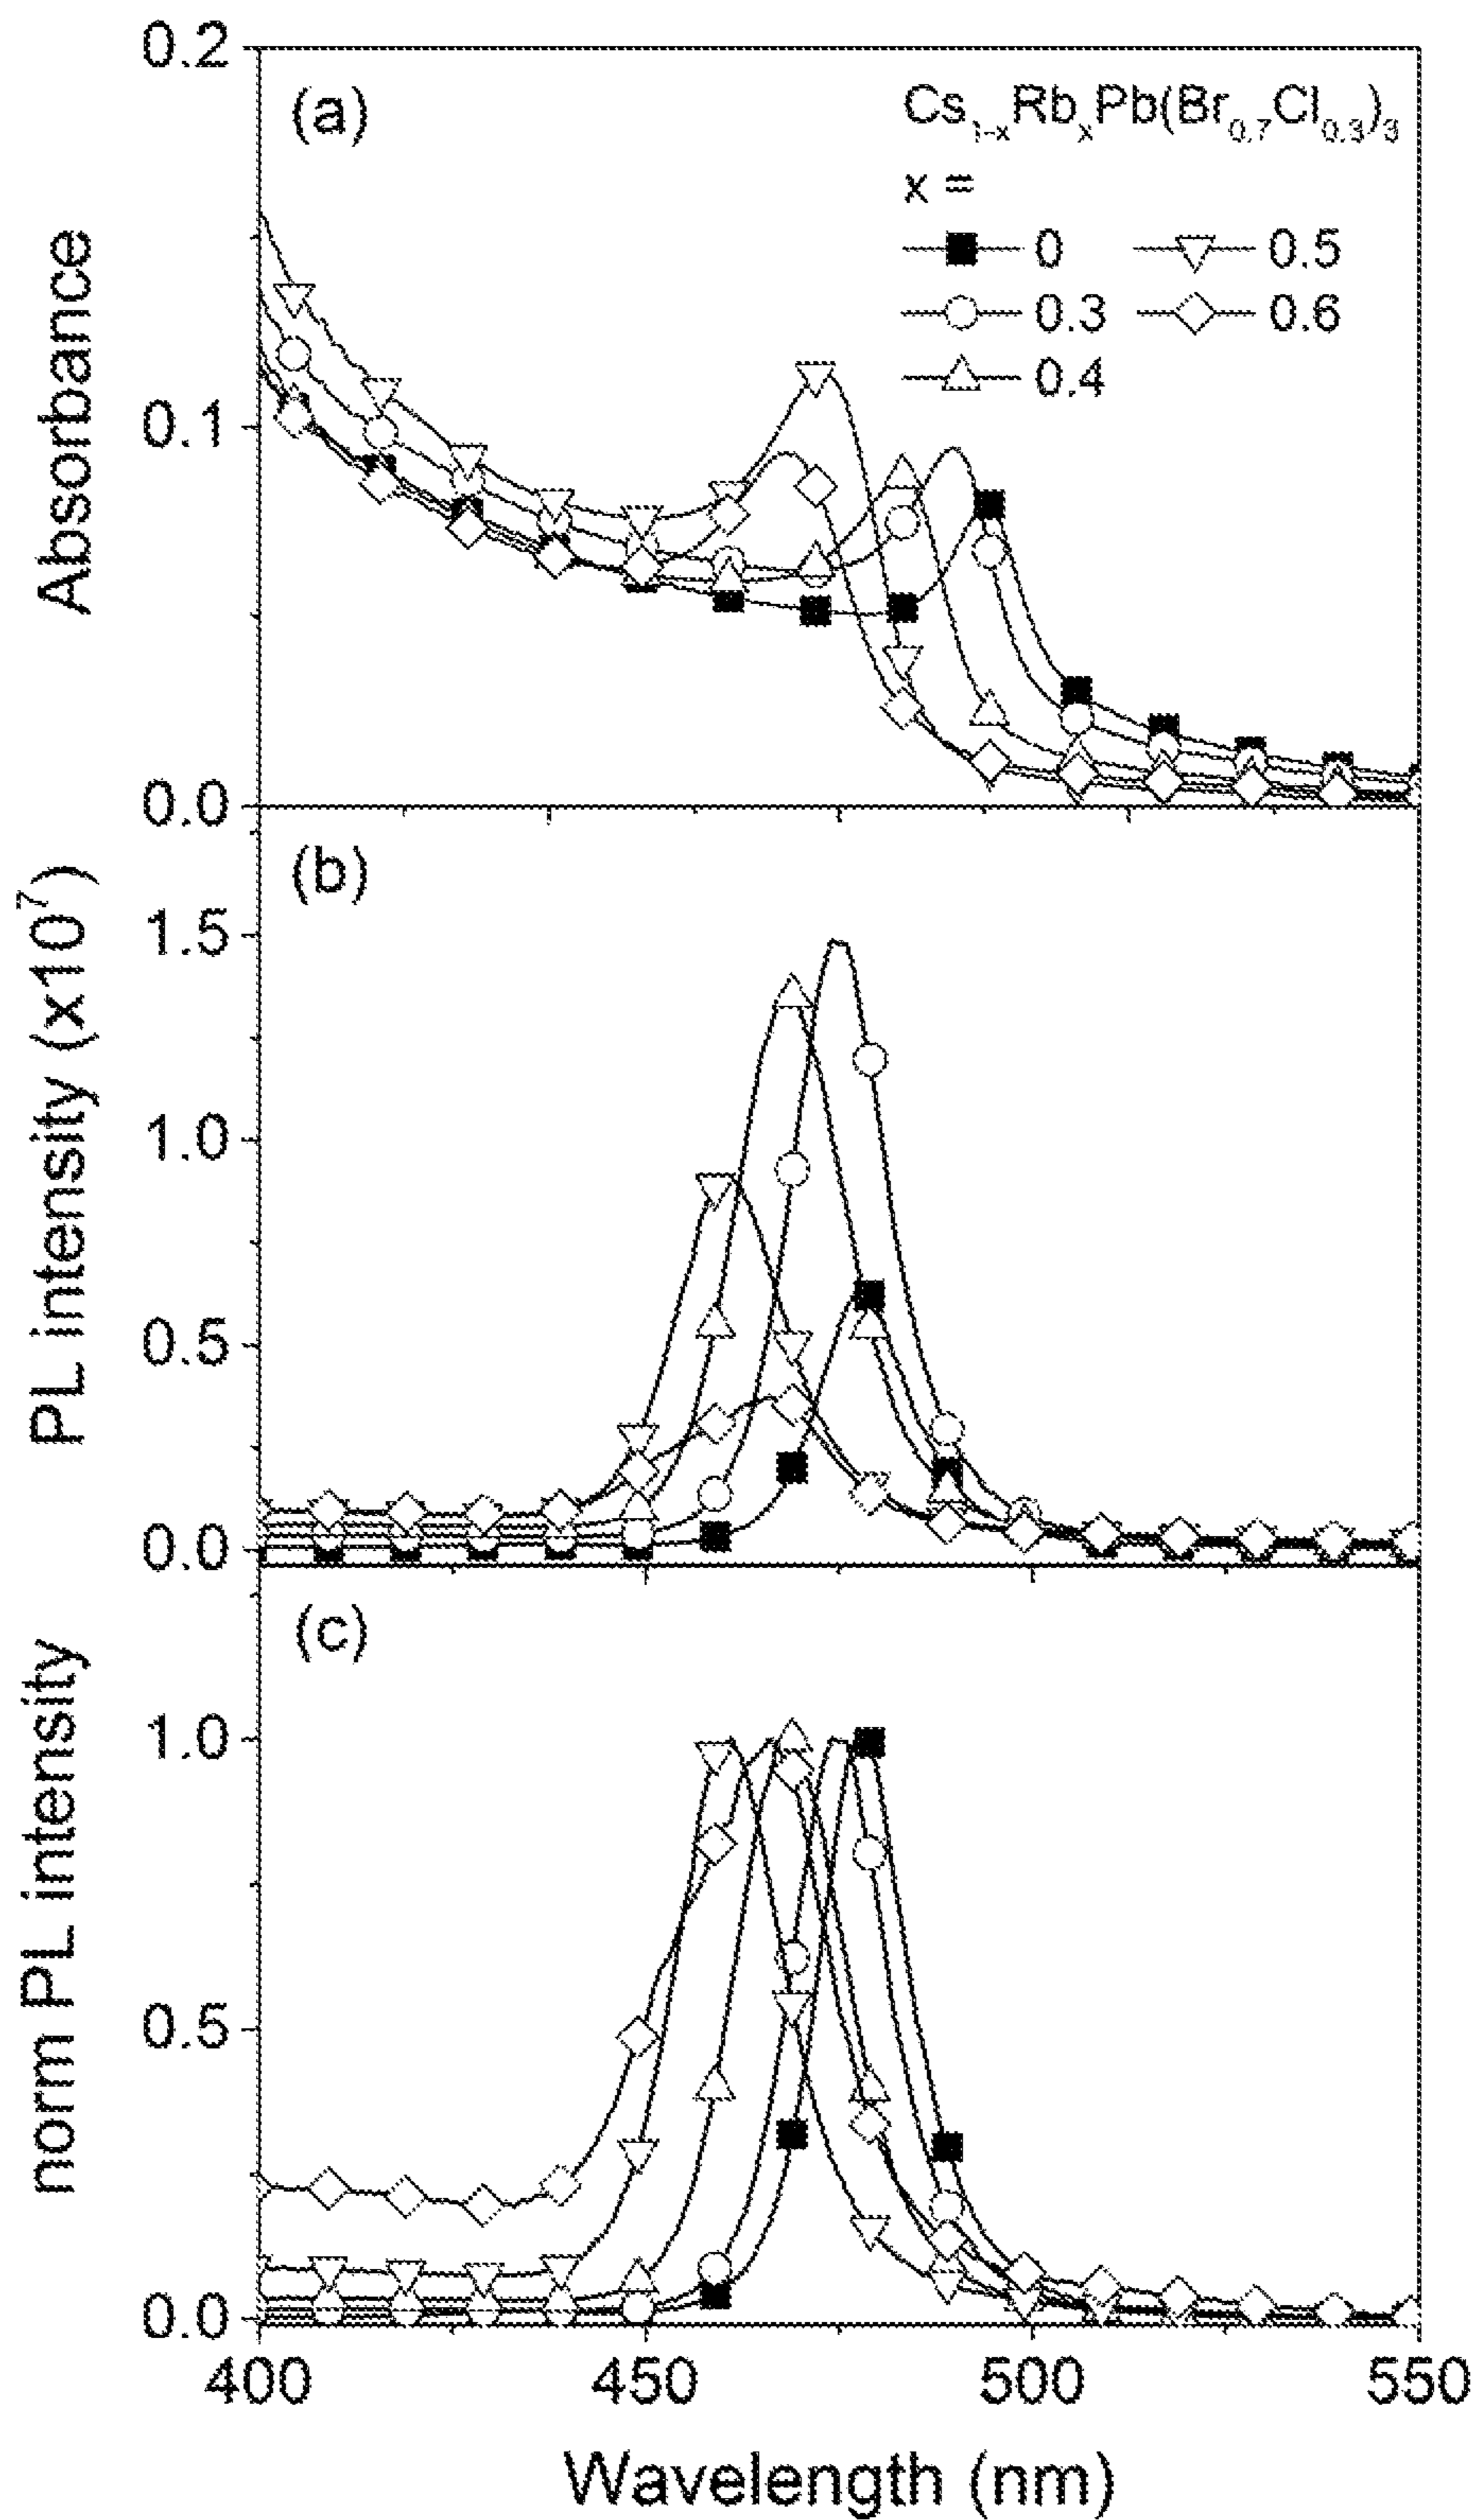 0.2
(a)
Cs₁₋ₓRbₓPb(Br₀.₇Cl₀.₃)₃
x =
0
0.5
0.3
0.6
0.4
Absorbance
0.1
0.0
(b)
1.5
PL intensity (x10⁷)
1.0
0.5
0.0
(c)
norm PL intensity
1.0
0.5
0.0
400
450
500
550
Wavelength (nm)